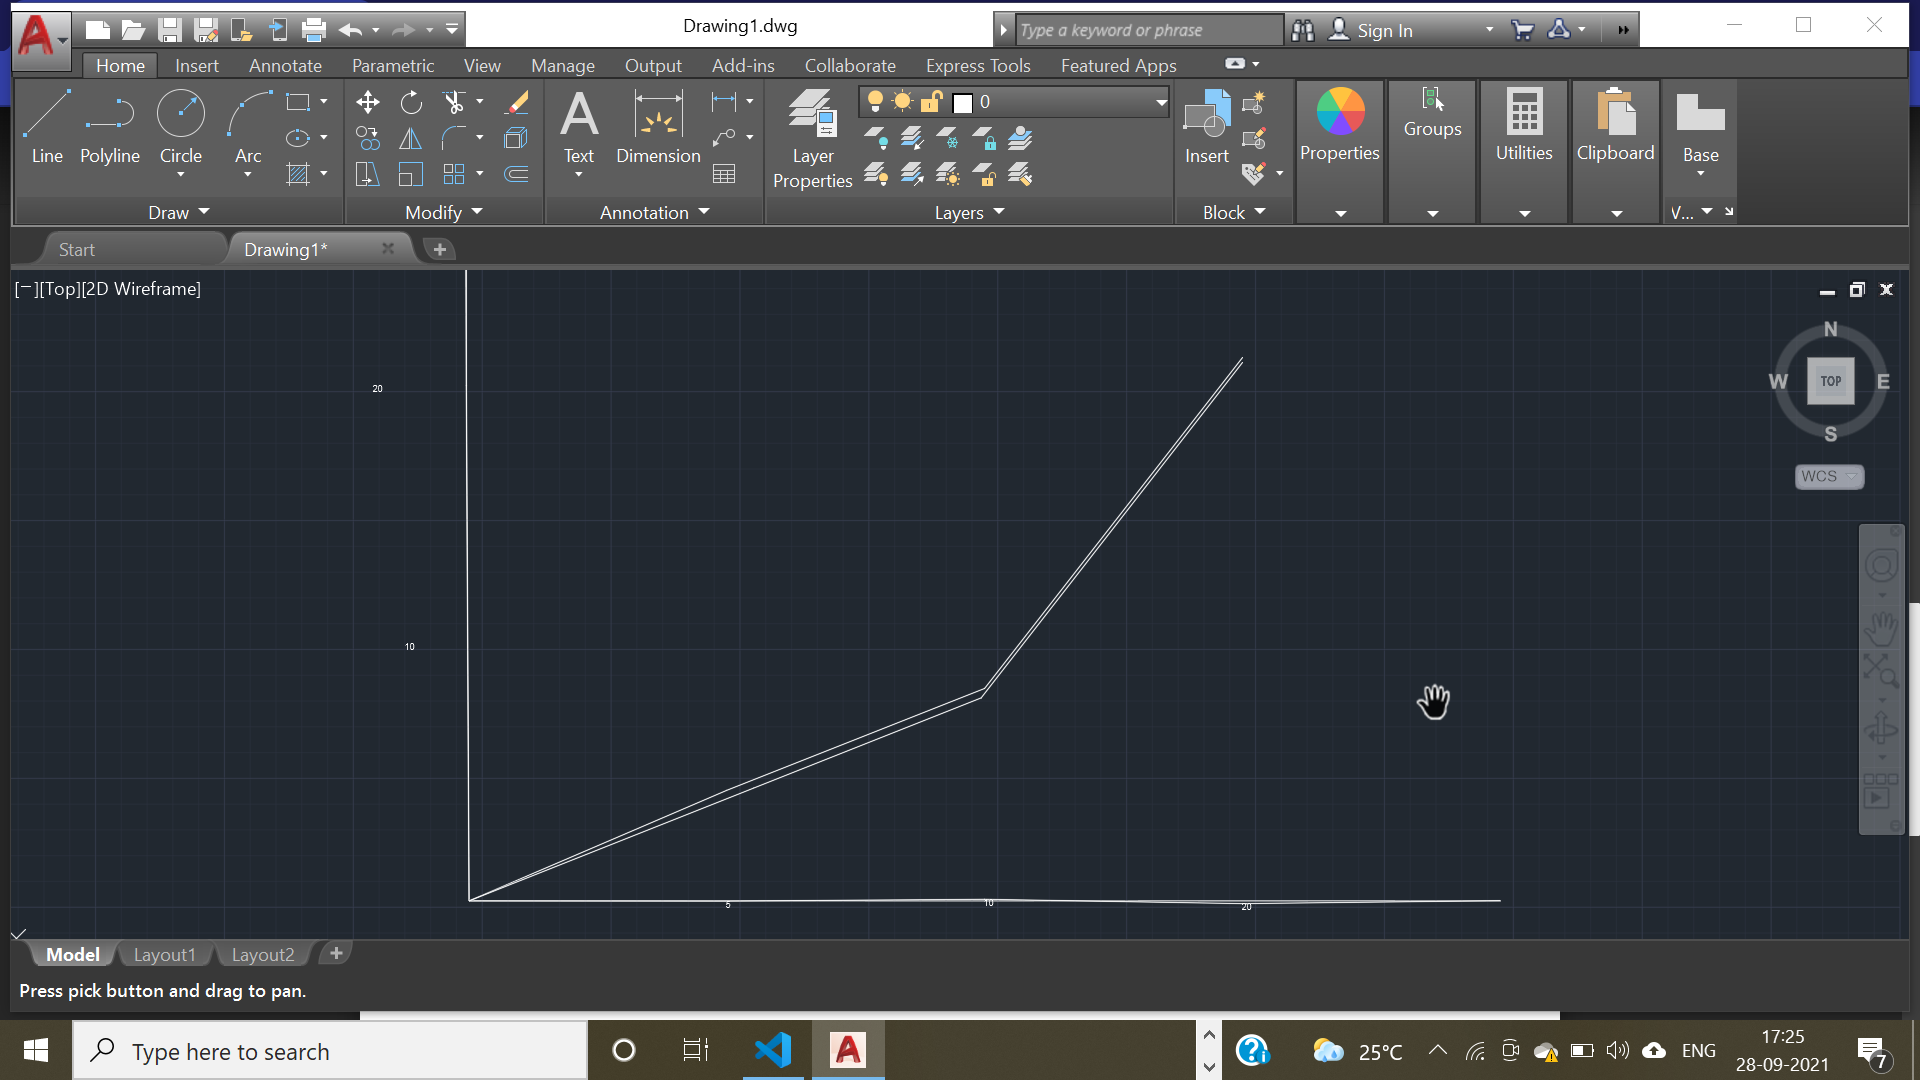 Drawing1.dwg
Type a keyword or phrase
Sign In
Home Insert Annotate Parametric View Manage Output Add-ins Collaborate Express Tools Featured Apps
Line Polyline Circle Arc
Text Dimension
Layer Properties
0
Insert
Properties
Groups
Utilities
Clipboard
Base
Draw Modify Annotation Layers Block V...
Start Drawing1*
[−][Top][2D Wireframe]
N
W TOP E
S
WCS
20
10
5 10 20
Model Layout1 Layout2
Press pick button and drag to pan.
Type here to search
25°C
ENG
17:25
28-09-2021
7